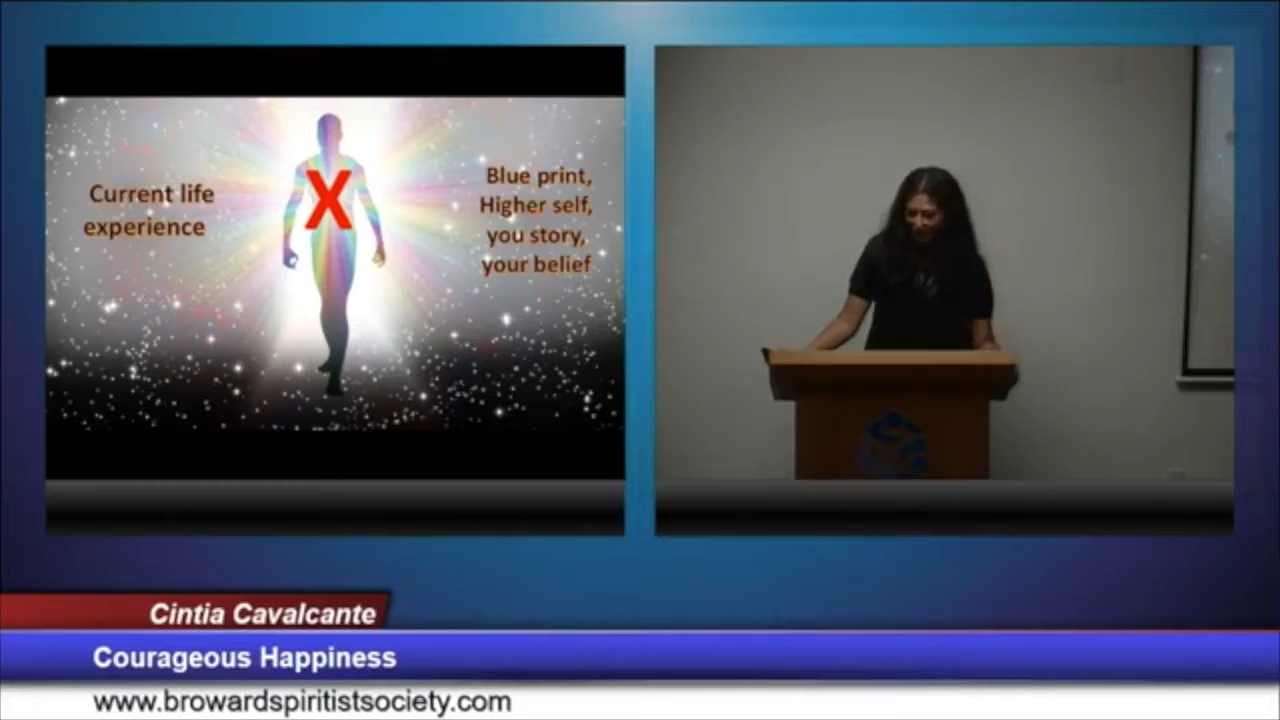 Current life
experience
X
Blue print,
Higher self,
you story,
your belief
Cintia Cavalcante
Courageous Happiness
www.browardspiritistsociety.com